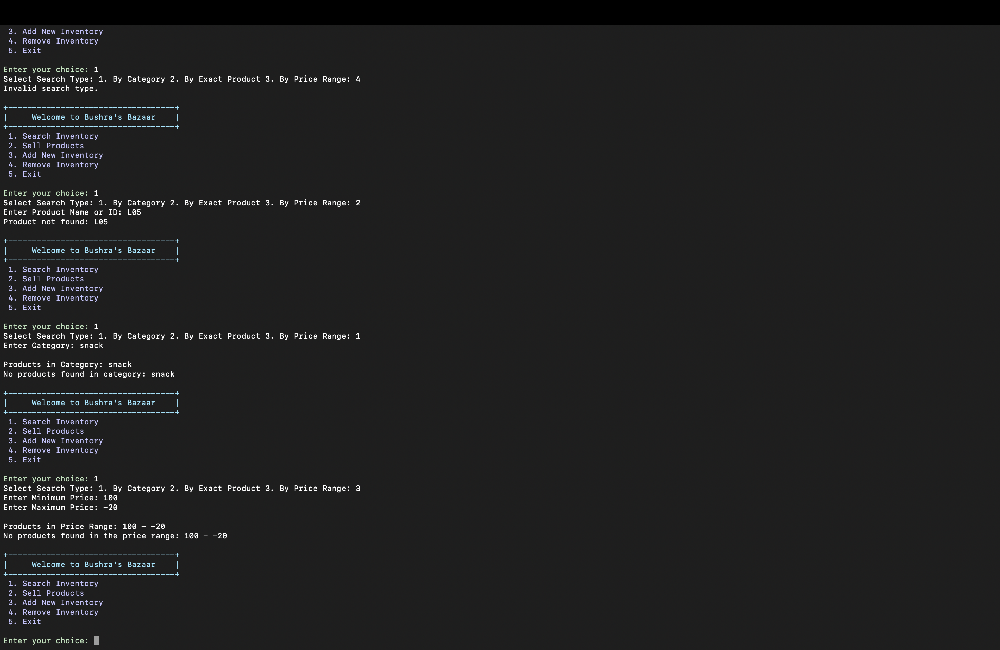 3. Add New Inventory
4. Remove Inventory
5. Exit
Enter your choice: 1
Select Search Type: 1. By Category 2. By Exact Product 3. By Price Range: 4
Invalid search type.
+-----------------------------------+
|     Welcome to Bushra's Bazaar    |
+-----------------------------------+
1. Search Inventory
2. Sell Products
3. Add New Inventory
4. Remove Inventory
5. Exit
Enter your choice: 1
Select Search Type: 1. By Category 2. By Exact Product 3. By Price Range: 2
Enter Product Name or ID: L05
Product not found: L05
+-----------------------------------+
|     Welcome to Bushra's Bazaar    |
+-----------------------------------+
1. Search Inventory
2. Sell Products
3. Add New Inventory
4. Remove Inventory
5. Exit
Enter your choice: 1
Select Search Type: 1. By Category 2. By Exact Product 3. By Price Range: 1
Enter Category: snack
Products in Category: snack
No products found in category: snack
+-----------------------------------+
|     Welcome to Bushra's Bazaar    |
+-----------------------------------+
1. Search Inventory
2. Sell Products
3. Add New Inventory
4. Remove Inventory
5. Exit
Enter your choice: 1
Select Search Type: 1. By Category 2. By Exact Product 3. By Price Range: 3
Enter Minimum Price: 100
Enter Maximum Price: -20
Products in Price Range: 100 - -20
No products found in the price range: 100 - -20
+-----------------------------------+
|     Welcome to Bushra's Bazaar    |
+-----------------------------------+
1. Search Inventory
2. Sell Products
3. Add New Inventory
4. Remove Inventory
5. Exit
Enter your choice: